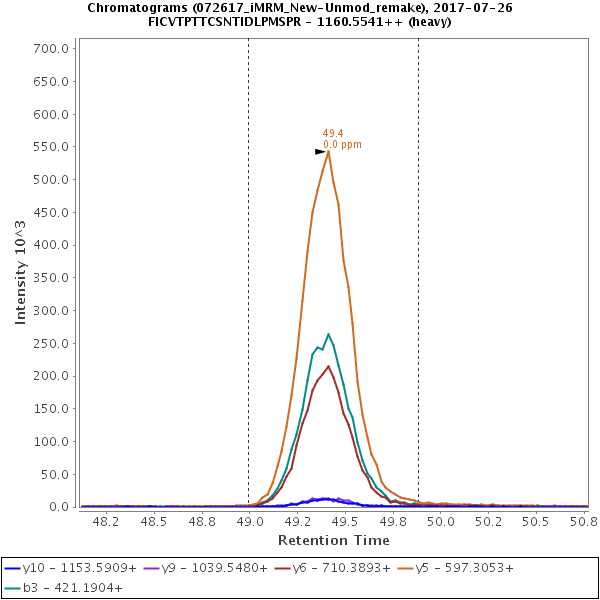 Chromatograms (072617_iMRM_New-Unmod_remake), 2017-07-26
FICVTPTTCSNTIDLPMSPR - 1160.5541++ (heavy)
700.0
650.0
600.0
550.0
500.0
450.0
400.0
350.0
300.0
250.0
200.0
150.0
100.0
50.0
0.0
Intensity 10^3
49.4
0.0 ppm
48.2 48.5 48.8 49.0 49.2 49.5 49.8 50.0 50.2 50.5 50.8
Retention Time
y10 - 1153.5909+ y9 - 1039.5480+ y6 - 710.3893+ y5 - 597.3053+
b3 - 421.1904+